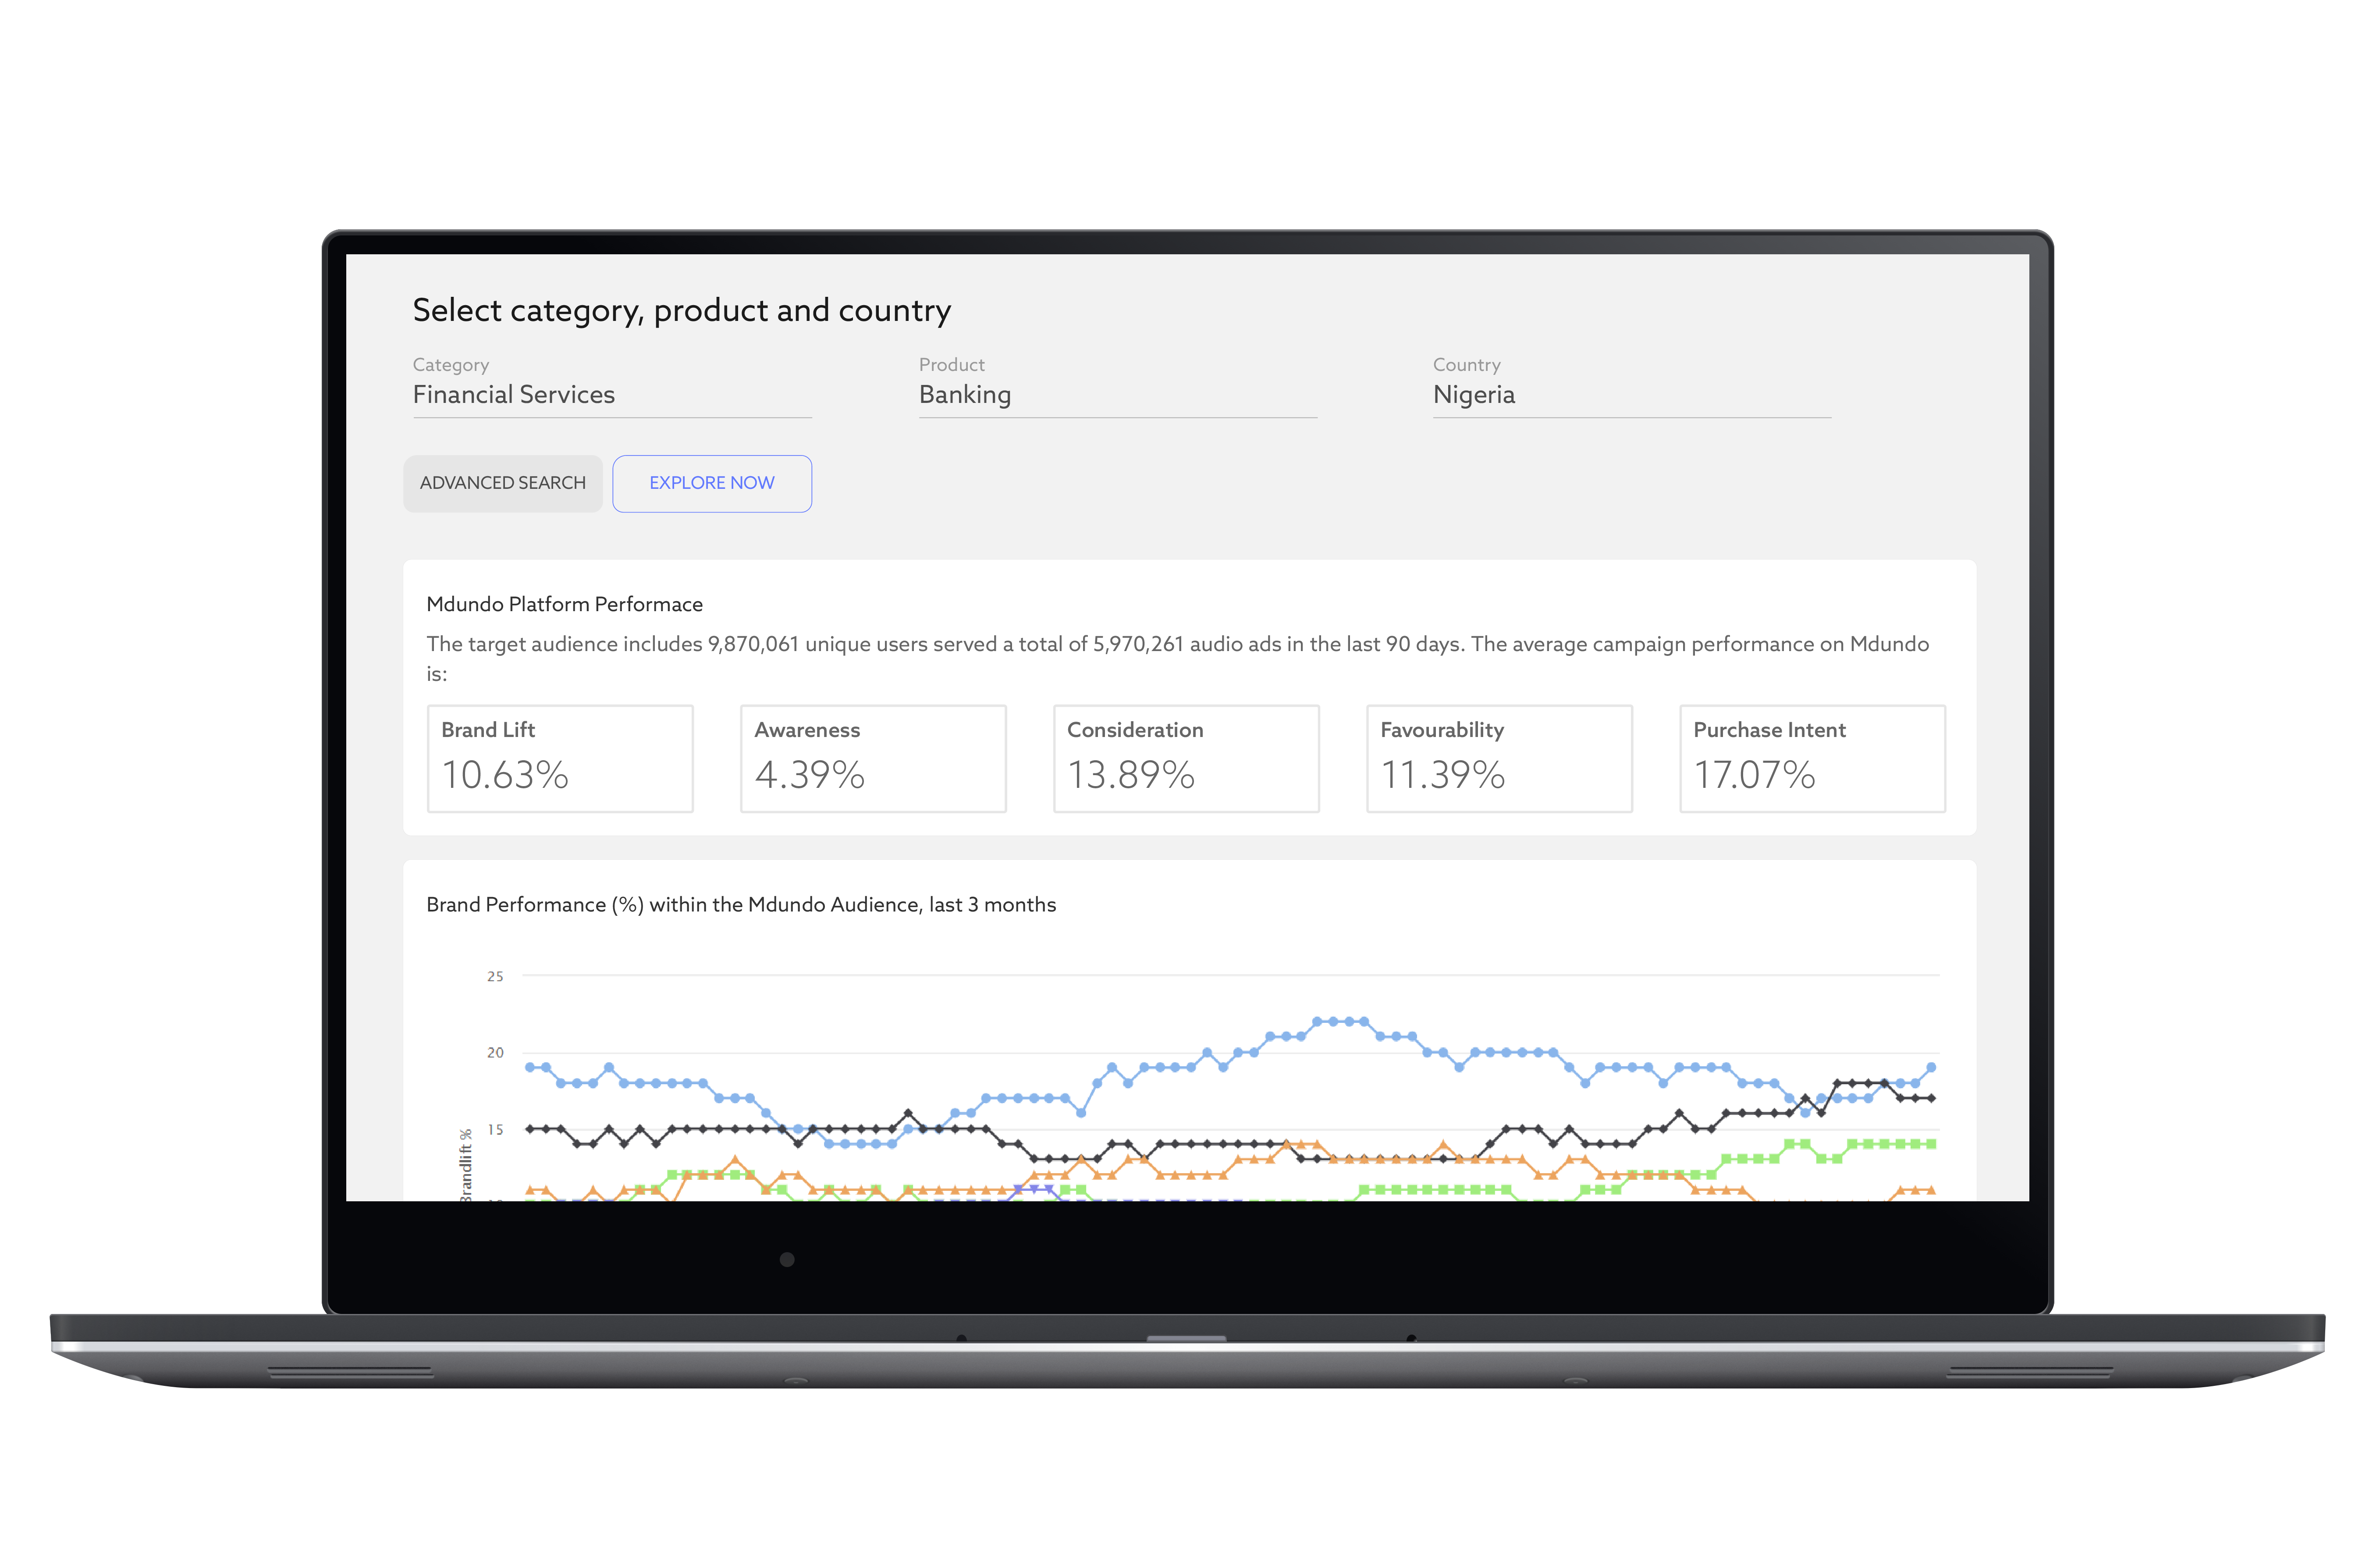 Select category, product and country
Category
Product
Country
Financial Services
Banking
Nigeria
ADVANCED SEARCH
EXPLORE NOW
Mdundo Platform Performace
The target audience includes 9,870,061 unique users served a total of 5,970,261 audio ads in the last 90 days. The average campaign performance on Mdundo
is:
Brand Lift
10.63%
Awareness
4.39%
Consideration
13.89%
Favourability
11.39%
Purchase Intent
17.07%
Brand Performance (%) within the Mdundo Audience, last 3 months
25
20
15
Brandlift %